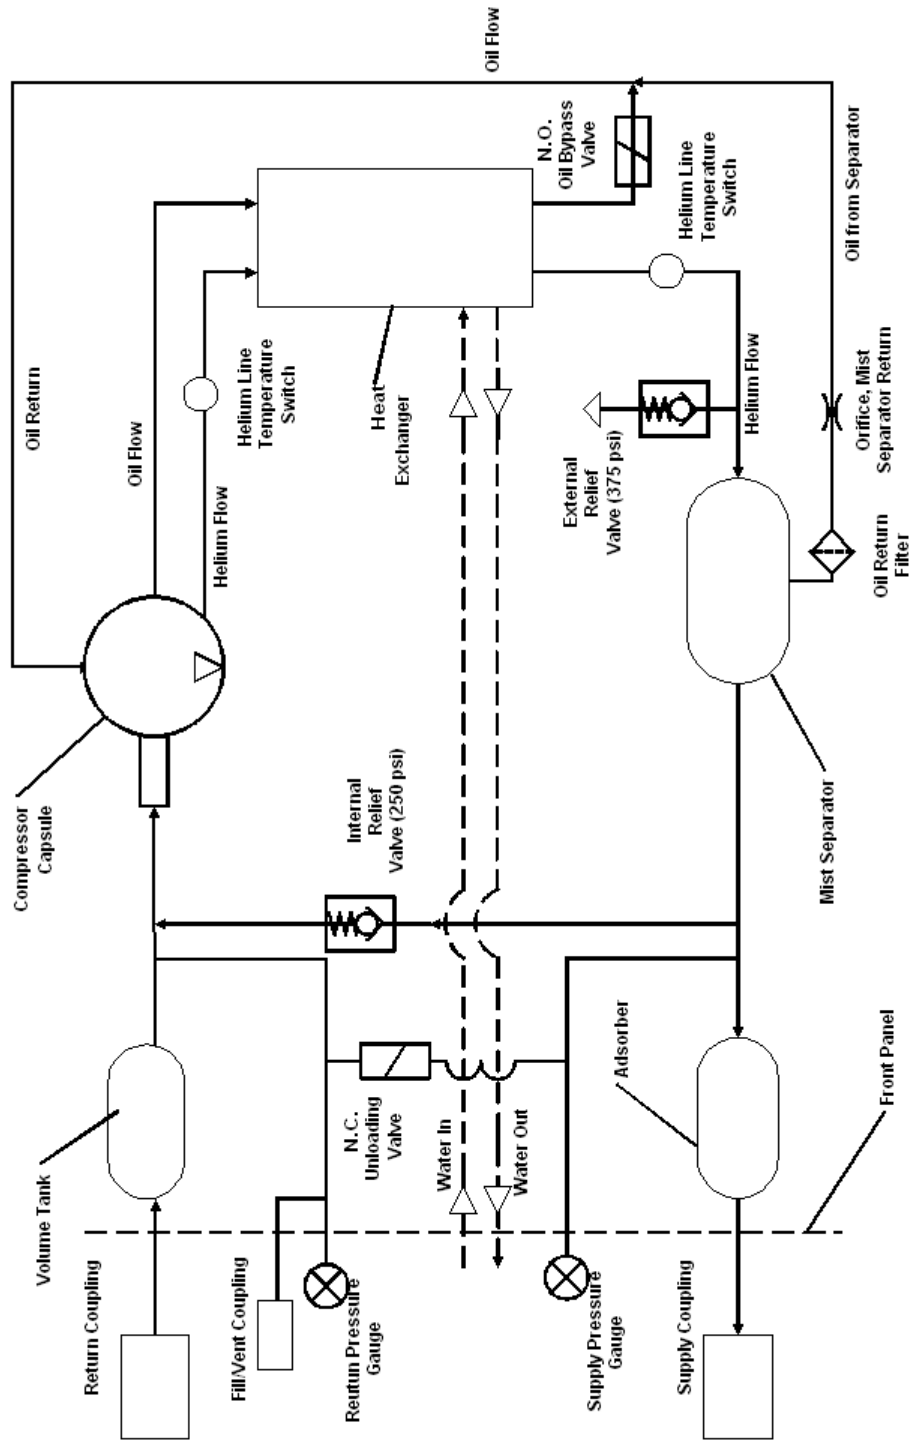 Oil Flow
Oil Return
Oil Flow
Helium Flow
Helium Line
Temperature
Switch
Heat
Exchanger
N.O.
Oil Bypass
Valve
Helium Line
Temperature
Switch
Oil from Separator
Orifice, Mist
Separator Return
Oil Return
Filter
Helium Flow
External
Relief
Valve (375 psi)
Compressor
Capsule
Internal
Relief
Valve (250 psi)
Mist Separator
Volume Tank
N.C.
Unloading
Valve
Water In
Water Out
Adsorber
Front Panel
Return Coupling
Fill/Vent Coupling
Reutun Pressure
Gauge
Supply Pressure
Gauge
Supply Coupling